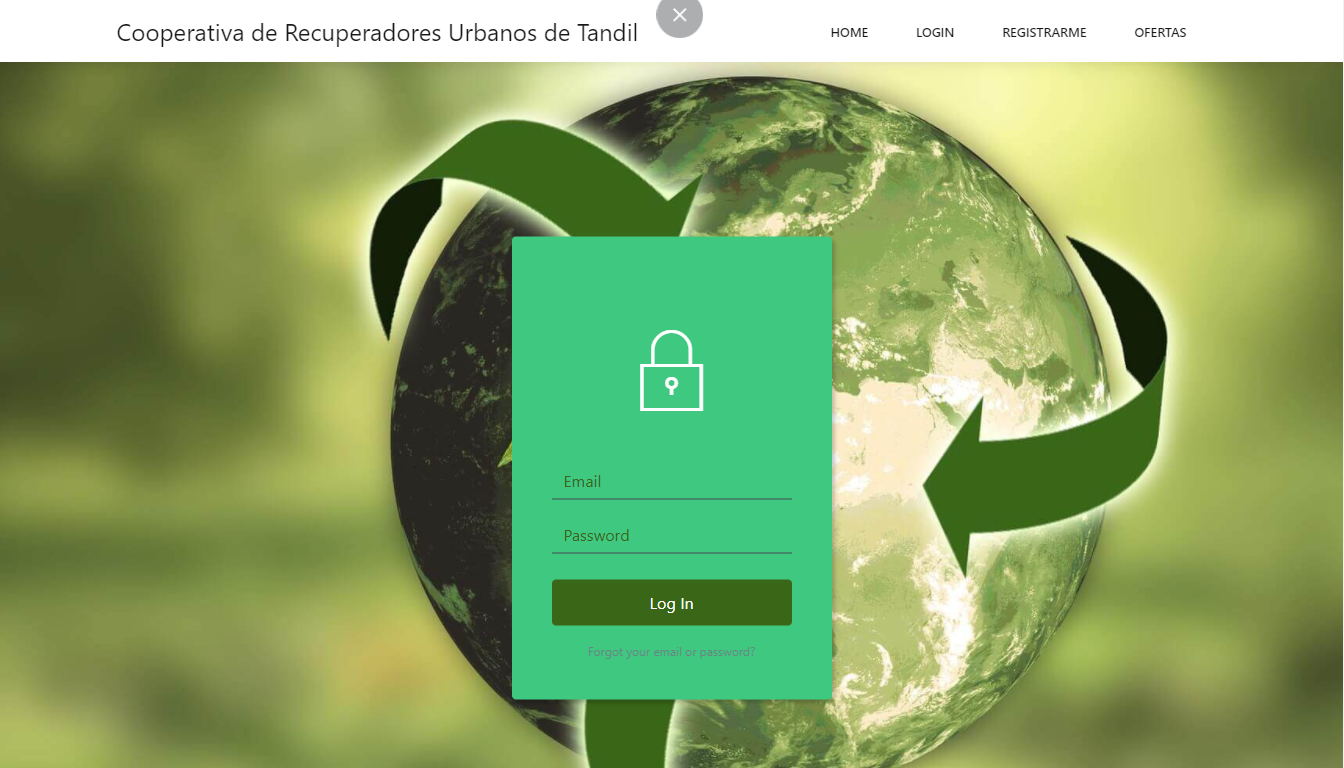 Cooperativa de Recuperadores Urbanos de Tandil
HOME LOGIN REGISTRARME OFERTAS
Email
Password
Log In
Forgot your email or password?